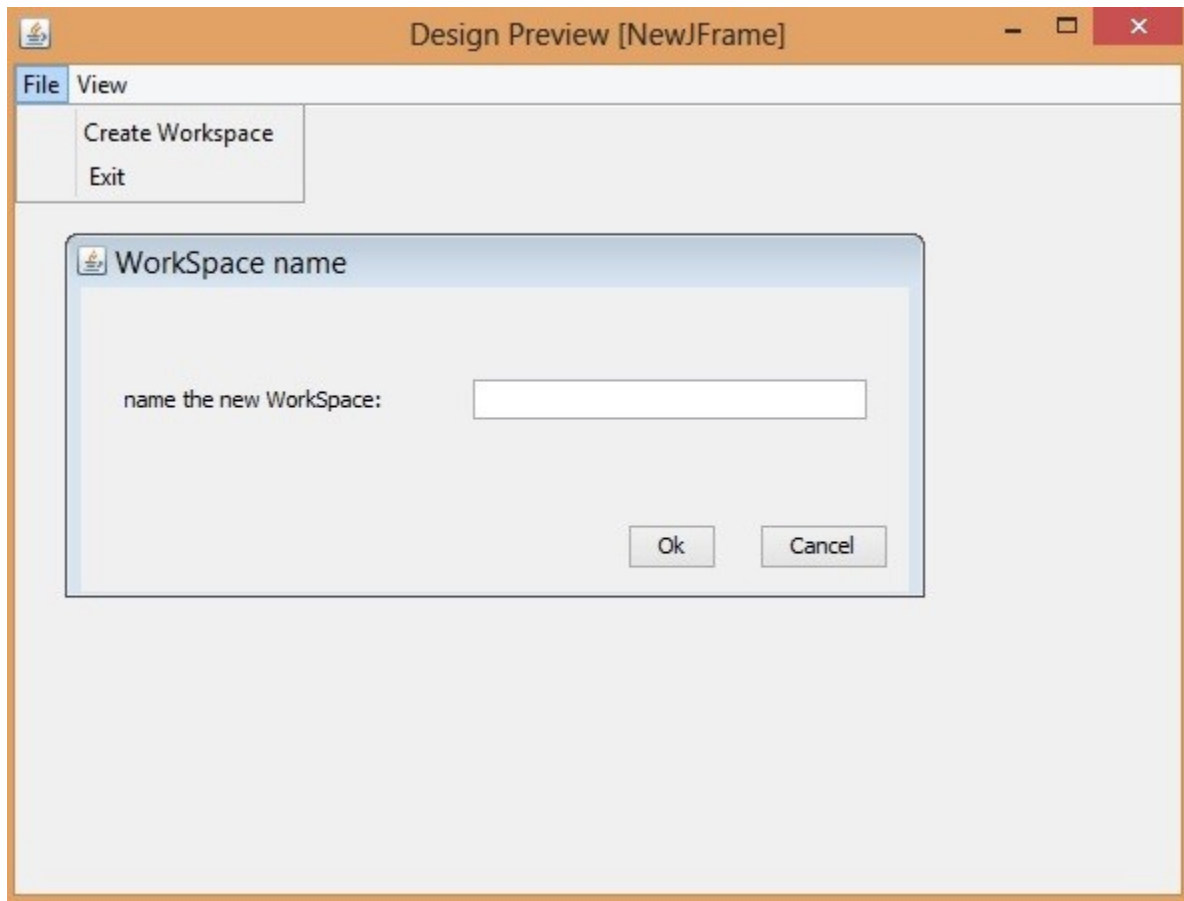 Design Preview [NewJFrame]
File View
Create Workspace
Exit
WorkSpace name
name the new WorkSpace:
Ok Cancel